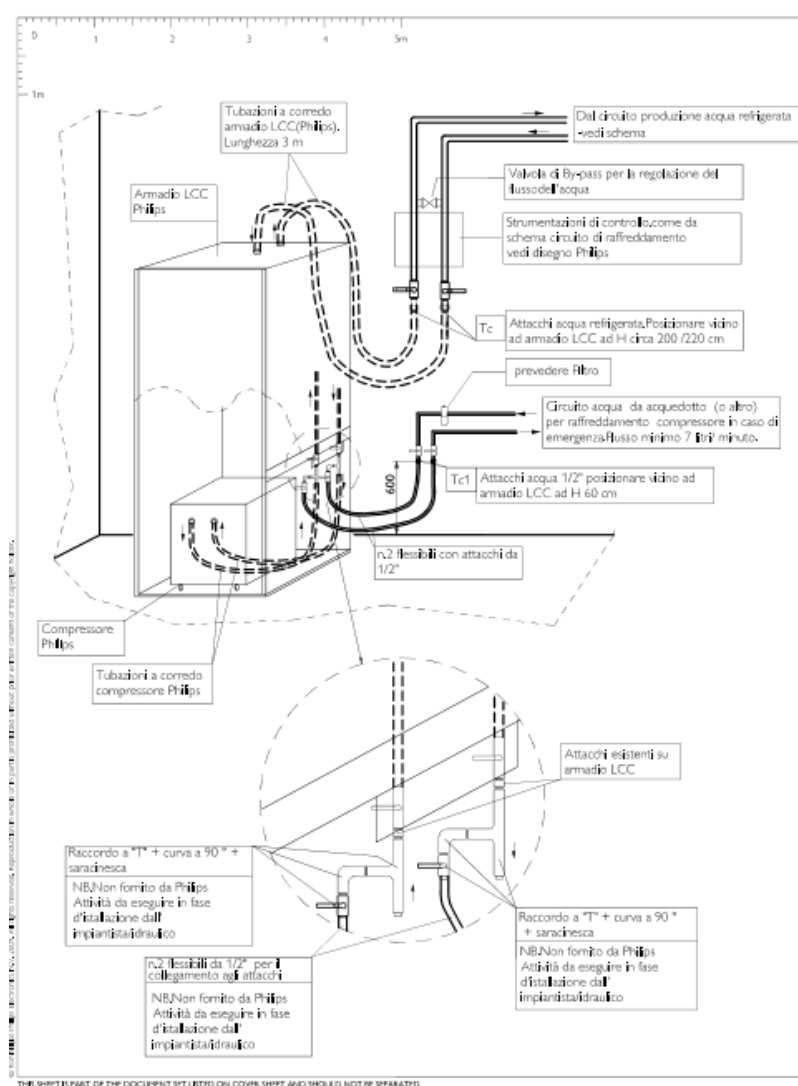 0 1 2 3 4 5m
1m
Tubazioni a corredo
armadio LCC(Philips).
Lunghezza 3 m
Dal circuito produzione acqua refrigerata
-vedi schema
Valvola di By-pass per la regolazione del
flussodell'acqua
Armadio LCC
Philips
Strumentazioni di controllo.come da
schema circuito di raffreddamento
vedi disegno Philips
Tc
Attacchi acqua refrigerata.Posizionare vicino
ad armadio LCC ad H circa 200 /220 cm
prevedere Filtro
Circuito acqua da acquedotto (o altro)
per raffreddamento compressore in caso di
emergenza.Flusso minimo 7 litri/ minuto.
600
Tc1
Attacchi acqua 1/2" posizionare vicino ad
armadio LCC ad H 60 cm
n.2 flessibili con attacchi da
1/2"
Compressore
Philips
Tubazioni a corredo
compressore Philips
Attacchi esistenti su
armadio LCC
Raccordo a "T" + curva a 90 ° +
saracinesca
NB.Non fornito da Philips
Attività da eseguire in fase
d'istallazione dall'
impiantista/idraulico
Raccordo a "T" + curva a 90 °
+ saracinesca
NB.Non fornito da Philips
Attività da eseguire in fase
d'istallazione dall'
impiantista/idraulico
n.2 flessibili da 1/2" per il
collegamento agli attacchi
NB.Non fornito da Philips
Attività da eseguire in fase
d'istallazione dall'
impiantista/idraulico
THIS SHEET IS PART OF THE DOCUMENT SET LISTED ON COVER SHEET AND SHOULD NOT BE SEPARATED